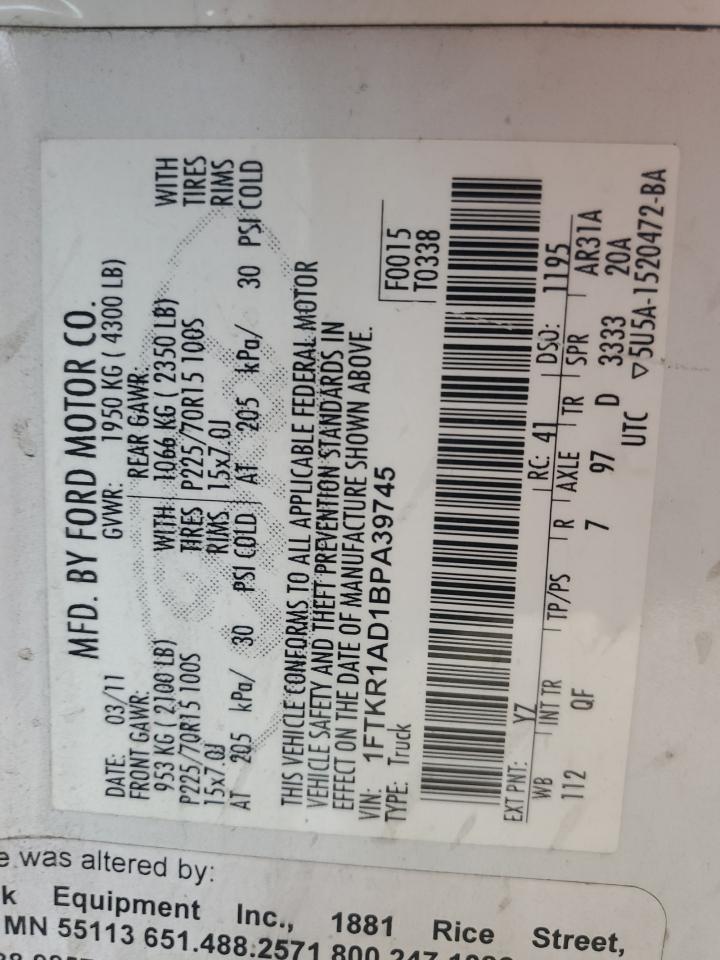 MFD. BY FORD MOTOR CO.
DATE: 03/11 GVWR: 1950 KG ( 4300 LB)
FRONT GAWR: REAR GAWR:
953 KG ( 2100 LB) WITH 1066 KG ( 2350 LB) WITH
P225/70R15 100S TIRES P225/70R15 100S TIRES
15x7.0J RIMS 15x7.0J RIMS
AT 205 kPa/ 30 PSI COLD AT 205 kPa/ 30 PSI COLD
THIS VEHICLE CONFORMS TO ALL APPLICABLE FEDERAL MOTOR
VEHICLE SAFETY AND THEFT PREVENTION STANDARDS IN
EFFECT ON THE DATE OF MANUFACTURE SHOWN ABOVE.
VIN: 1FTKR1AD1BPA39745
TYPE: Truck
F0015
T0338
EXT PNT: YZ RC: 41 DSO: 1195
WB INT TR TP/PS R AXLE TR SPR AR31A
112 QF 7 97 D 3333 20A
UTC ▽5U5A-1520472-BA
was altered by:
Equipment Inc., 1881 Rice Street,
MN 55113 651.488.2571 800